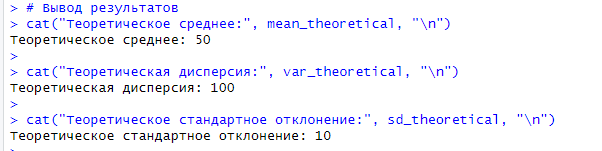 > # Вывод результатов
> cat("Теоретическое среднее:", mean_theoretical, "\n")
Теоретическое среднее: 50
>
> cat("Теоретическая дисперсия:", var_theoretical, "\n")
Теоретическая дисперсия: 100
>
> cat("Теоретическое стандартное отклонение:", sd_theoretical, "\n")
Теоретическое стандартное отклонение: 10
>